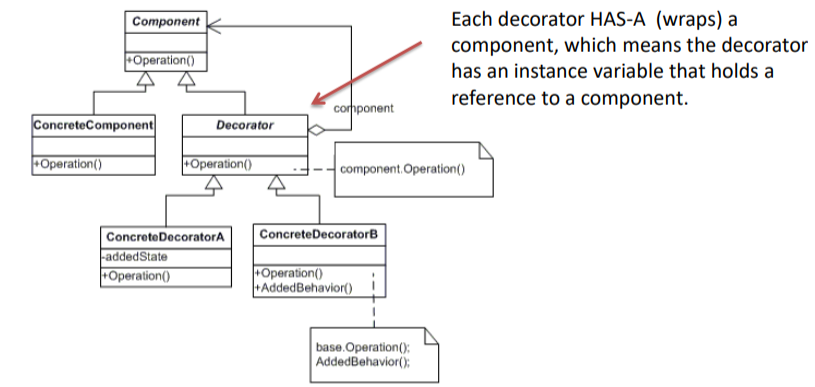 Component
+Operation()
Each decorator HAS-A (wraps) a
component, which means the decorator
has an instance variable that holds a
reference to a component.
component
ConcreteComponent
+Operation()
Decorator
+Operation()
component.Operation()
ConcreteDecoratorA
-addedState
+Operation()
ConcreteDecoratorB
+Operation()
+AddedBehavior()
base.Operation();
AddedBehavior();